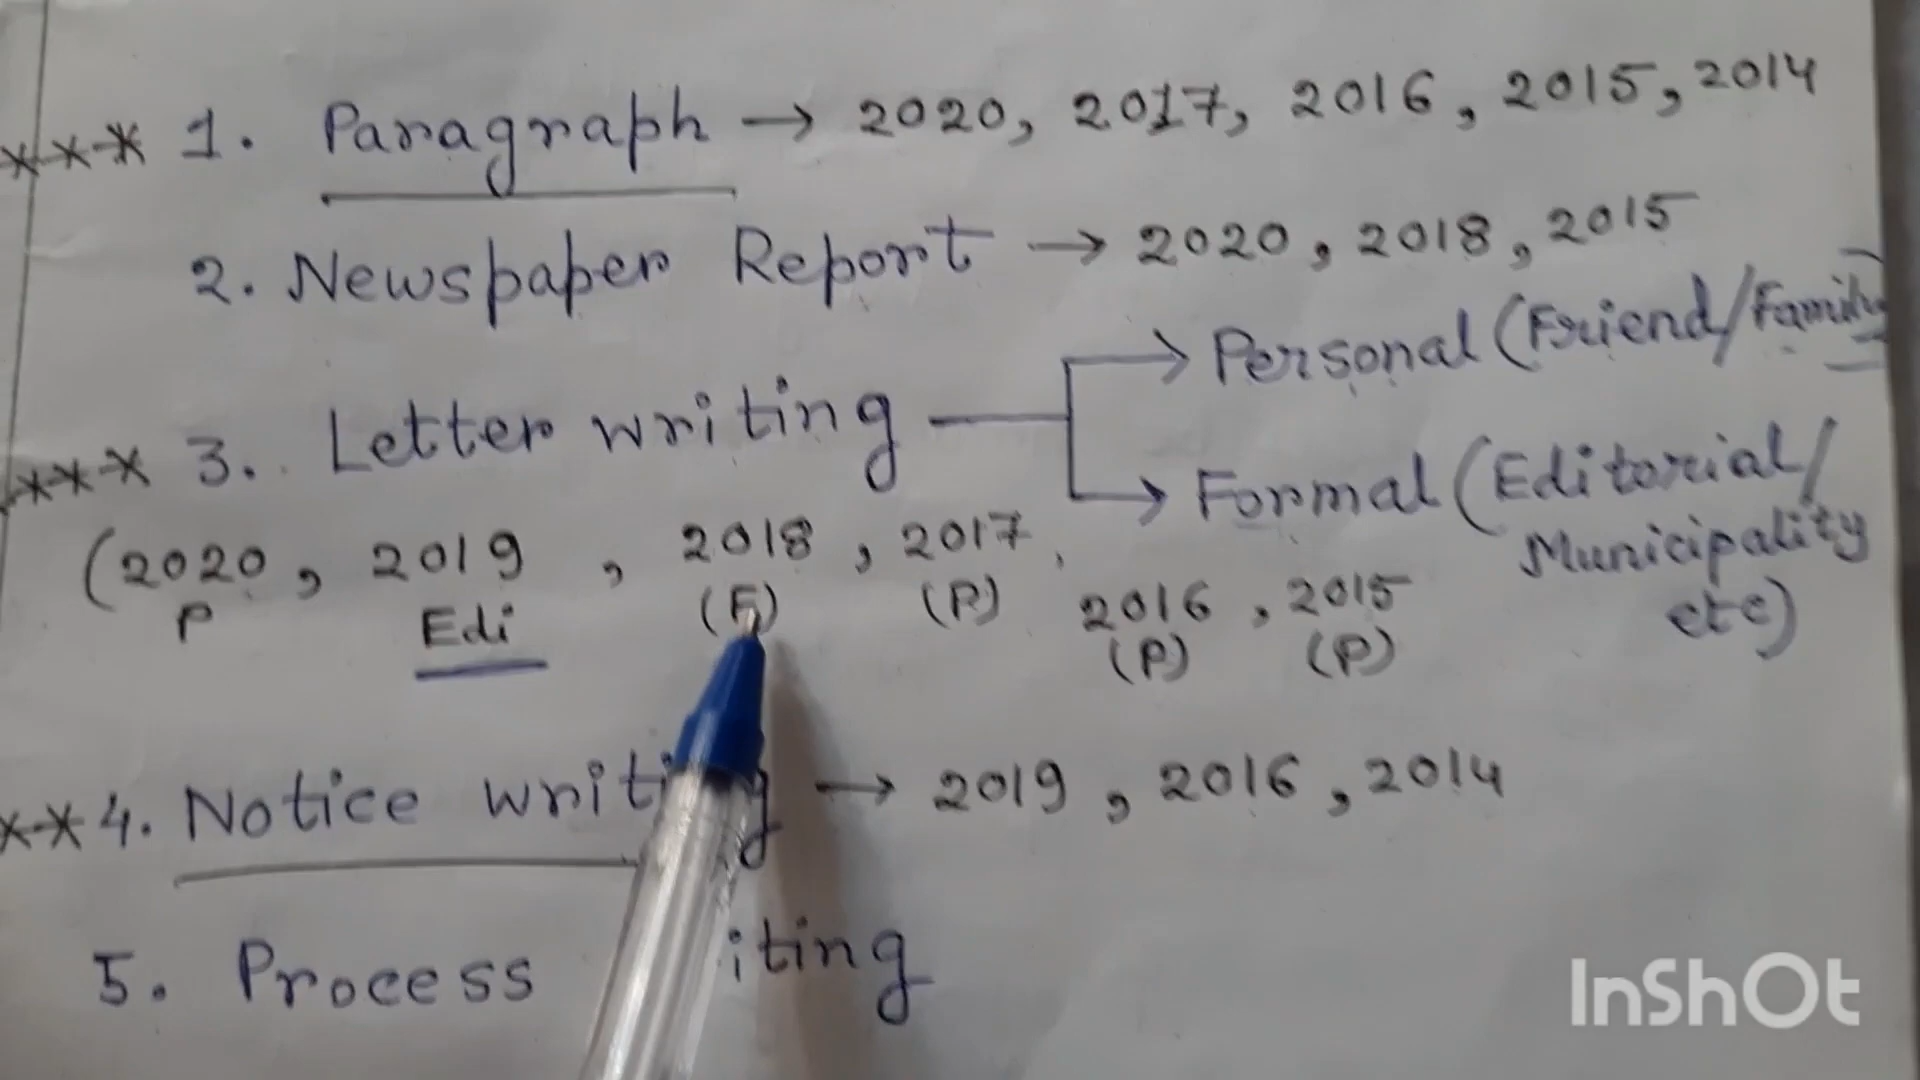 *** 1. Paragraph → 2020, 2017, 2016, 2015, 2014
2. Newspaper Report → 2020, 2018, 2015
*** 3. Letter writing
→ Personal (Friend/Family
→ Formal (Editorial/
Municipality
etc)
(2020, 2019, 2018, 2017,
P Edi (F) (P)
2016, 2015
(P) (P)
** 4. Notice writing → 2019, 2016, 2014
5. Process iting
InShOt